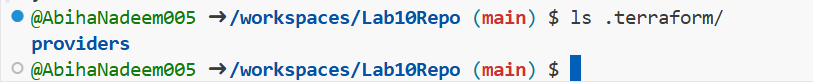 @AbihaNadeem005 ➜/workspaces/Lab10Repo (main) $ ls .terraform/
providers
@AbihaNadeem005 ➜/workspaces/Lab10Repo (main) $